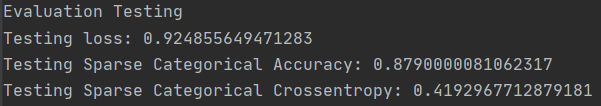 Evaluation Testing
Testing loss: 0.924855649471283
Testing Sparse Categorical Accuracy: 0.8790000081062317
Testing Sparse Categorical Crossentropy: 0.4192967712879181